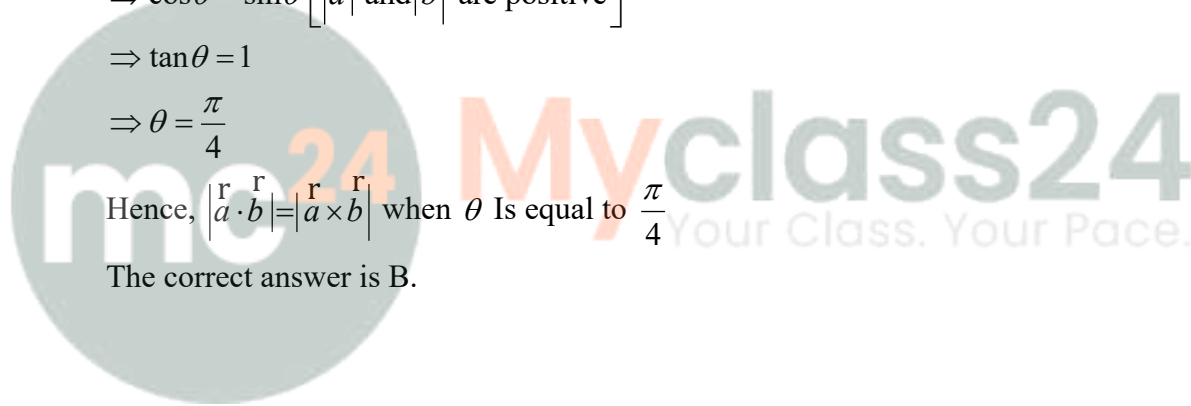 ⇒ cosθ = sinθ [|a| and |b| are positive]
⇒ tanθ = 1
⇒ θ = π/4
mc24 Myclass24
Your Class. Your Pace.
Hence, |a · b| = |a × b| when θ Is equal to π/4
The correct answer is B.